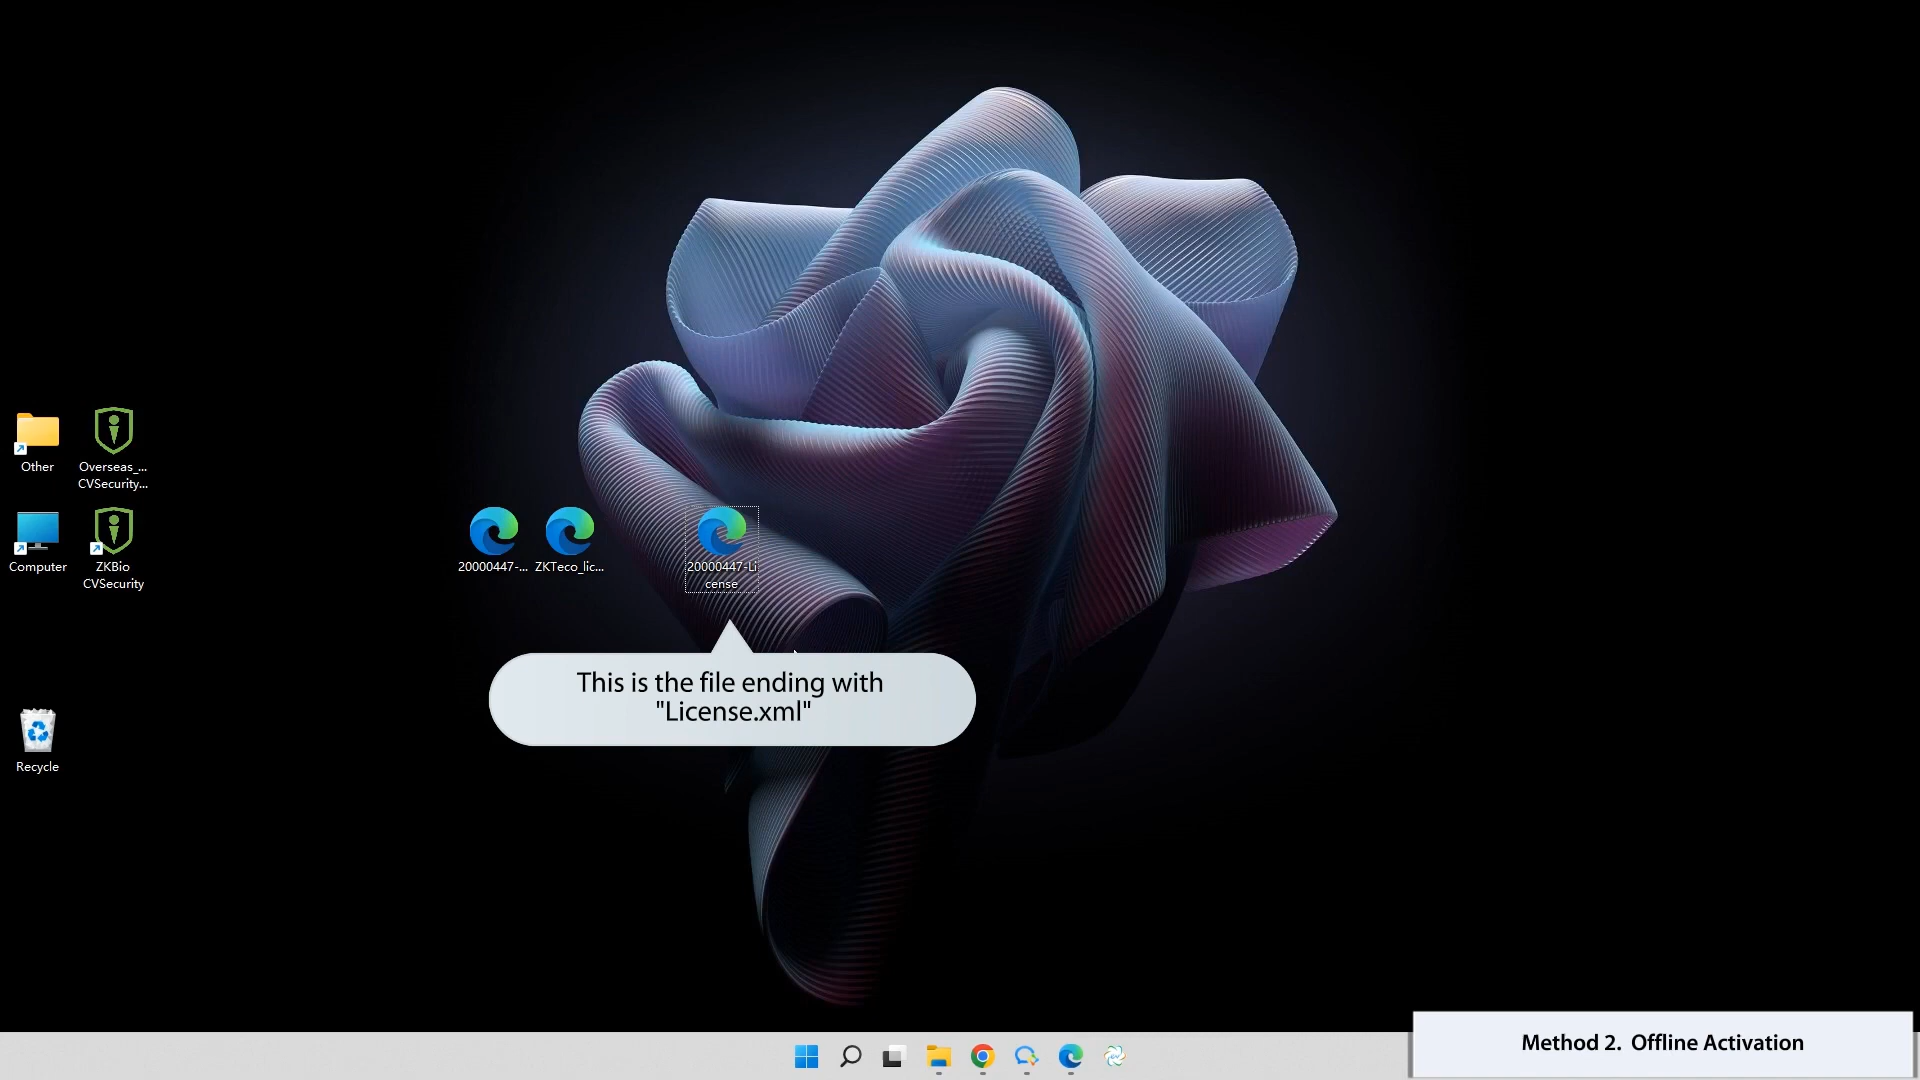 Other
Overseas_...
CVSecurity...
Computer
ZKBio
CVSecurity
20000447-...
ZKTeco_lic...
20000447-Li
cense
This is the file ending with
"License.xml"
Recycle
Method 2. Offline Activation